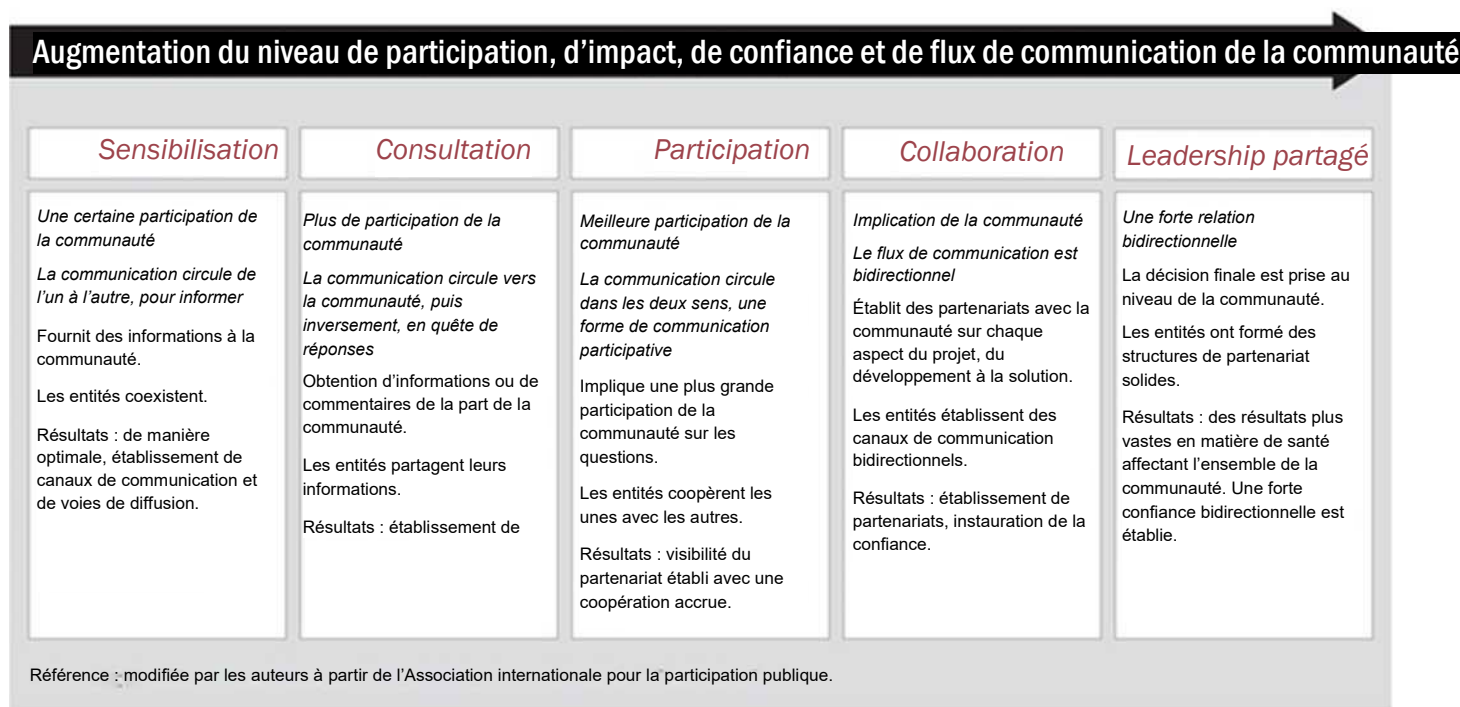 Augmentation du niveau de participation, d’impact, de confiance et de flux de communication de la communauté
Sensibilisation
Une certaine participation de
la communauté
La communication circule de
l’un à l’autre, pour informer
Fournit des informations à la
communauté.
Les entités coexistent.
Résultats : de manière
optimale, établissement de
canaux de communication et
de voies de diffusion.
Consultation
Plus de participation de la
communauté
La communication circule vers
la communauté, puis
inversement, en quête de
réponses
Obtention d’informations ou de
commentaires de la part de la
communauté.
Les entités partagent leurs
informations.
Résultats : établissement de
Participation
Meilleure participation de la
communauté
La communication circule
dans les deux sens, une
forme de communication
participative
Implique une plus grande
participation de la
communauté sur les
questions.
Les entités coopèrent les
unes avec les autres.
Résultats : visibilité du
partenariat établi avec une
coopération accrue.
Collaboration
Implication de la communauté
Le flux de communication est
bidirectionnel
Établit des partenariats avec la
communauté sur chaque
aspect du projet, du
développement à la solution.
Les entités établissent des
canaux de communication
bidirectionnels.
Résultats : établissement de
partenariats, instauration de la
confiance.
Leadership partagé
Une forte relation
bidirectionnelle
La décision finale est prise au
niveau de la communauté.
Les entités ont formé des
structures de partenariat
solides.
Résultats : des résultats plus
vastes en matière de santé
affectant l’ensemble de la
communauté. Une forte
confiance bidirectionnelle est
établie.
Référence : modifiée par les auteurs à partir de l’Association internationale pour la participation publique.